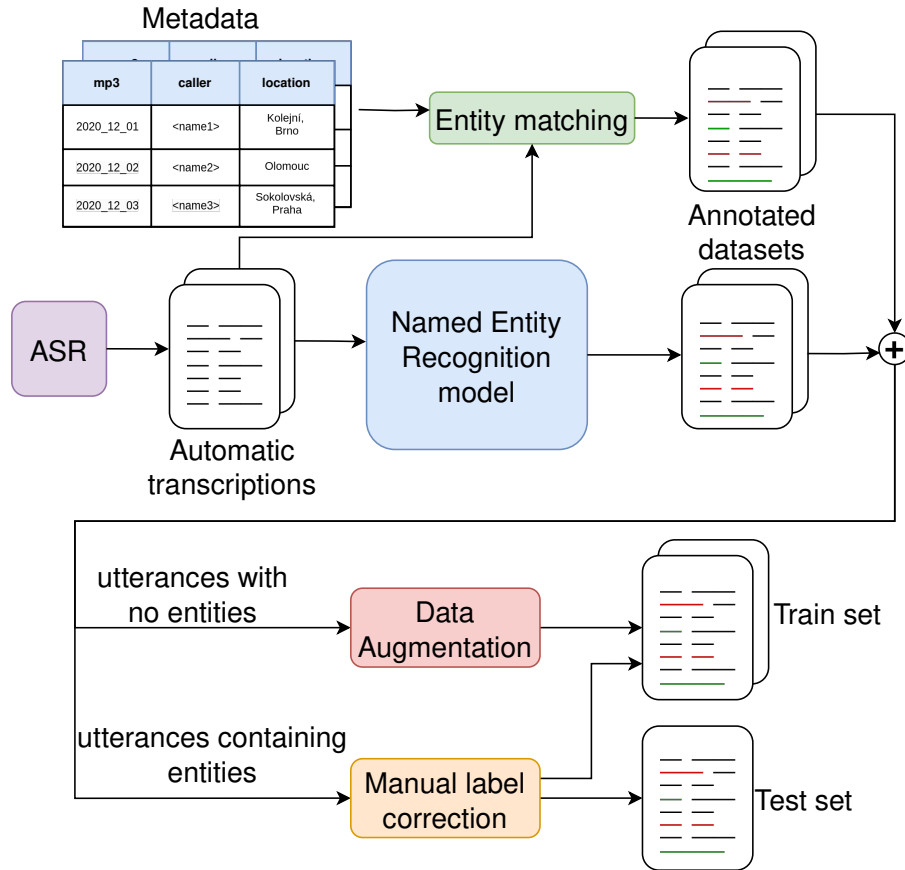 Metadata
mp3 caller location
2020_12_01 <name1> Kolejní,
Brno
2020_12_02 <name2> Olomouc
2020_12_03 <name3> Sokolovská,
Praha
Entity matching
Annotated
datasets
ASR
Automatic
transcriptions
Named Entity
Recognition
model
+
utterances with
no entities
Data
Augmentation
Train set
utterances containing
entities
Manual label
correction
Test set